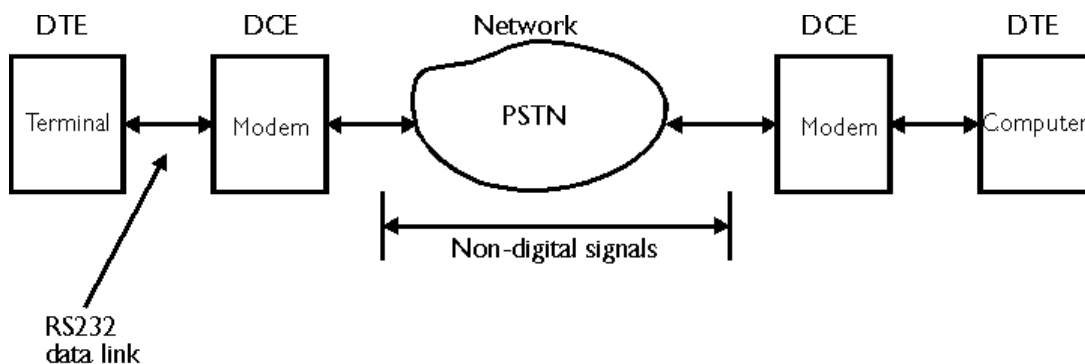 DTE
DCE
Network
DCE
DTE
Terminal
Modem
PSTN
Modem
Computer
Non-digital signals
RS232
data link